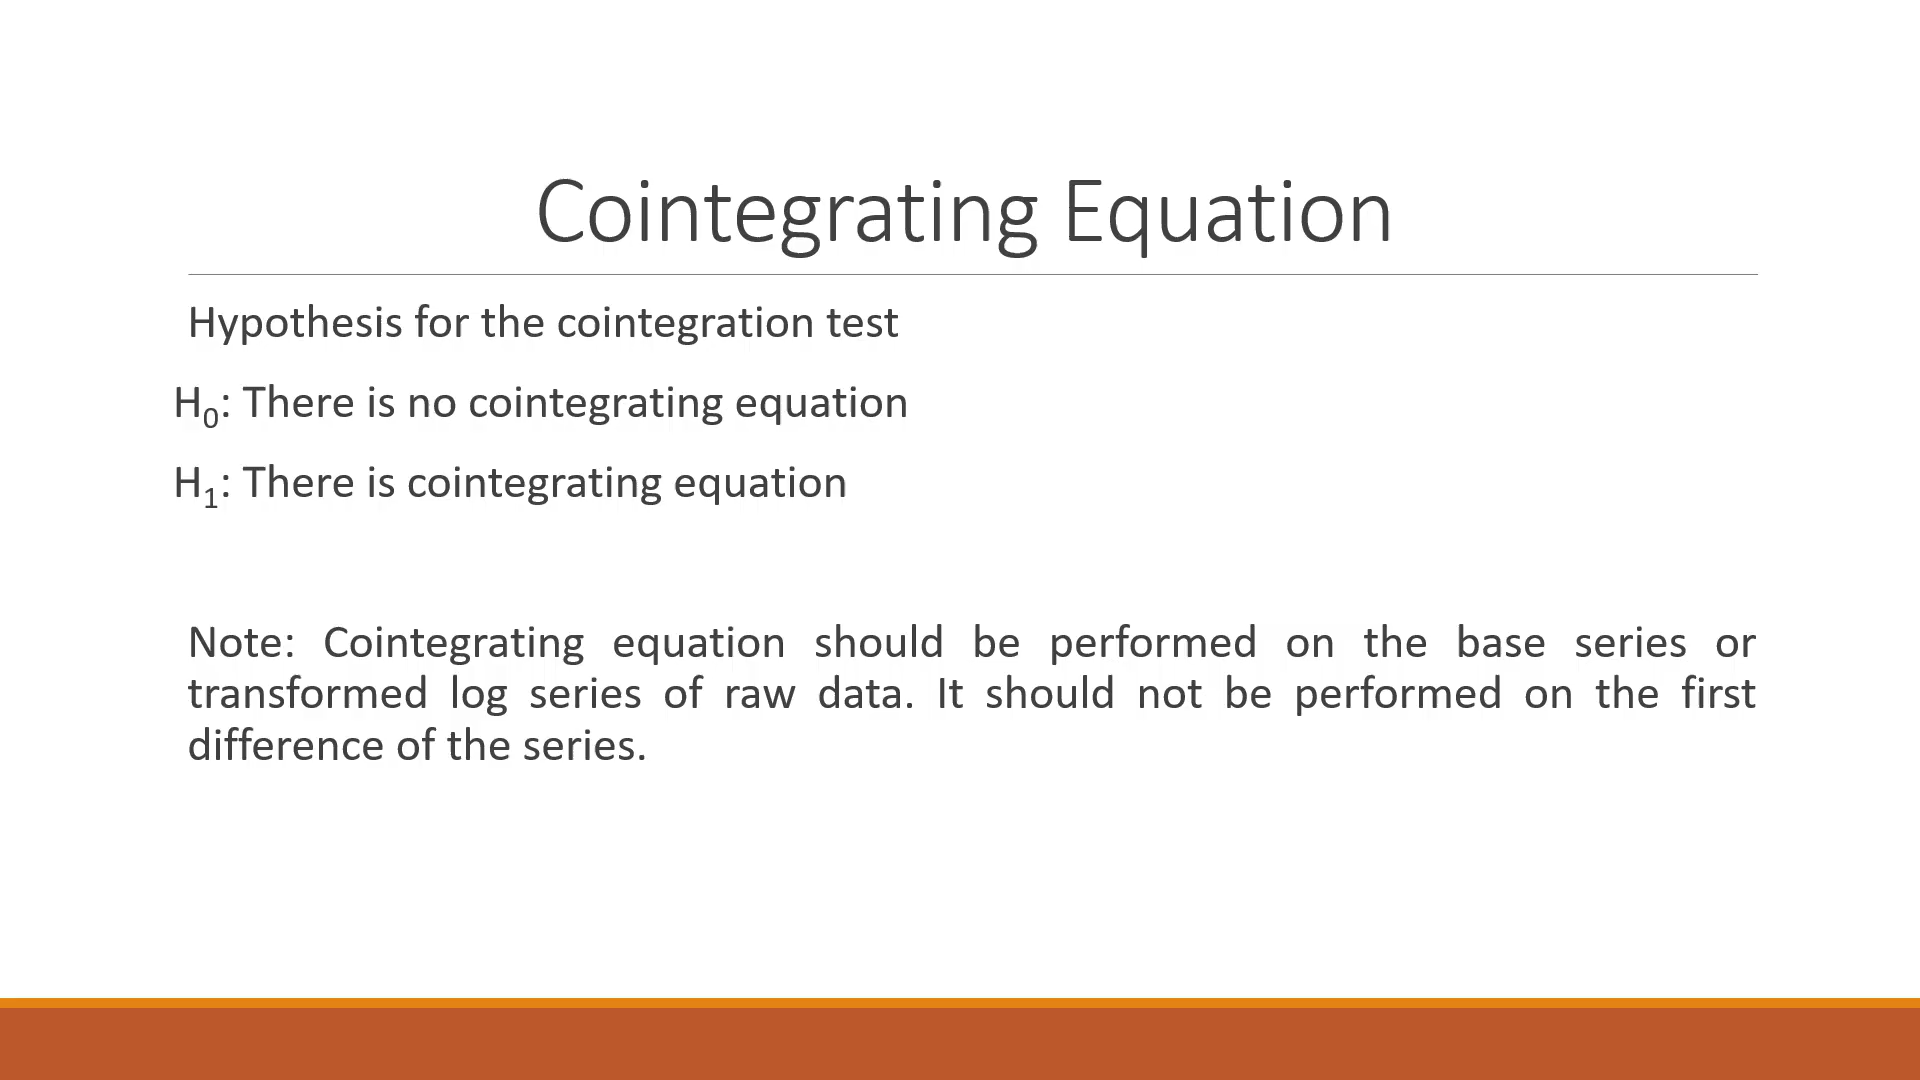 Cointegrating Equation
Hypothesis for the cointegration test
H₀: There is no cointegrating equation
H₁: There is cointegrating equation
Note: Cointegrating equation should be performed on the base series or
transformed log series of raw data. It should not be performed on the first
difference of the series.